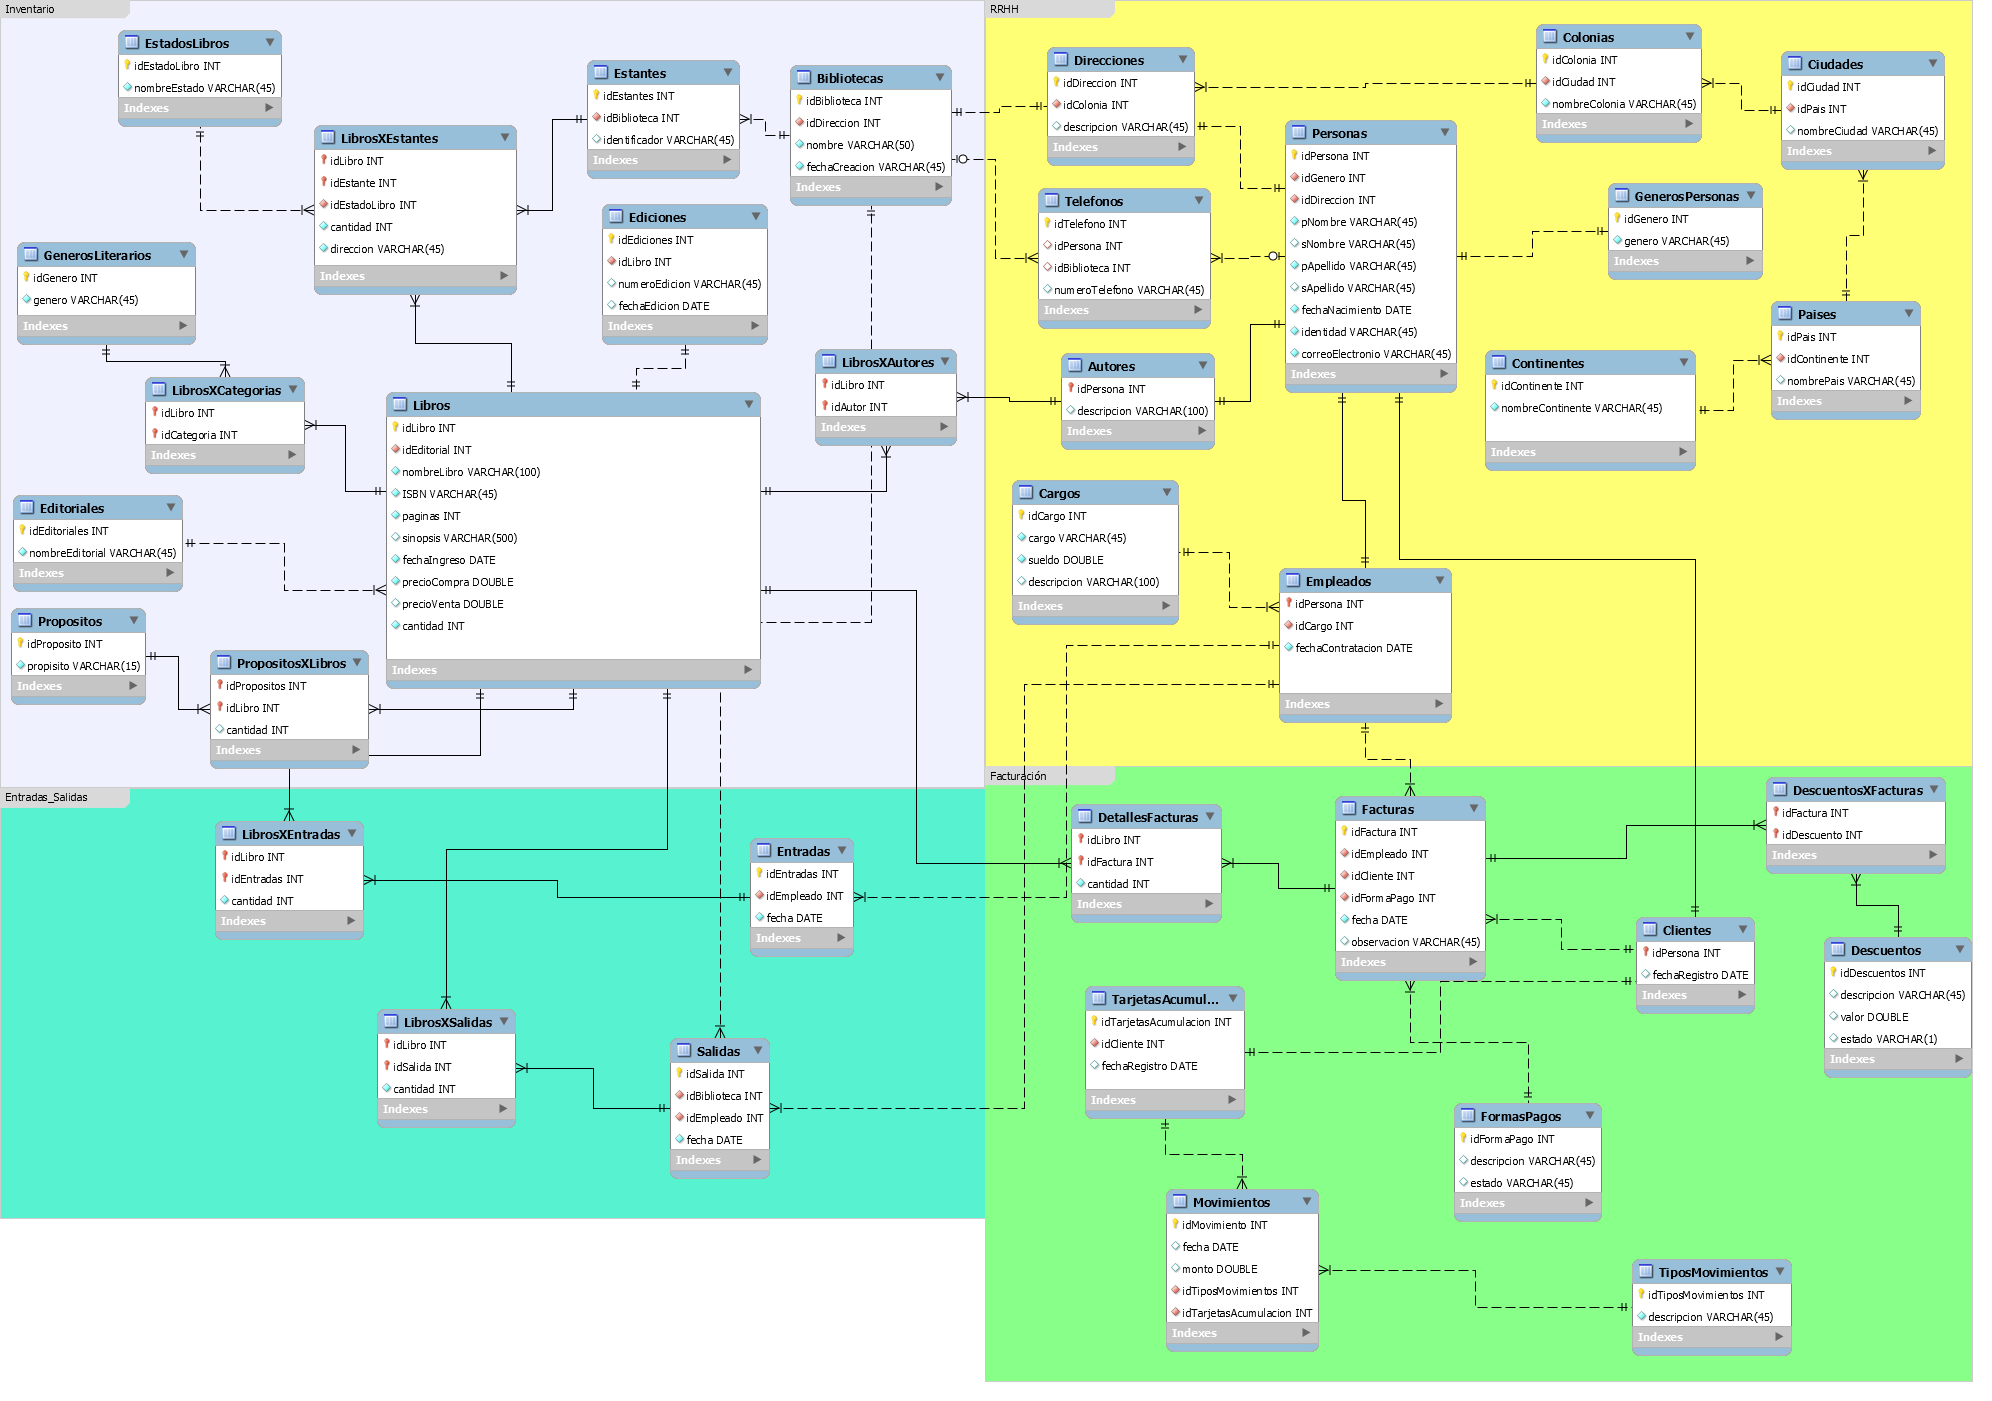 Inventario
EstadosLibros
idEstadoLibro INT
nombreEstado VARCHAR(45)
Indexes
LibrosXEstantes
idLibro INT
idEstante INT
idEstadoLibro INT
cantidad INT
direccion VARCHAR(45)
Indexes
Estantes
idEstantes INT
idBiblioteca INT
identificador VARCHAR(45)
Indexes
Bibliotecas
idBiblioteca INT
idDireccion INT
nombre VARCHAR(50)
fechaCreacion VARCHAR(45)
Indexes
Ediciones
idEdiciones INT
idLibro INT
numeroEdicion VARCHAR(45)
fechaEdicion DATE
Indexes
GenerosLiterarios
idGenero INT
genero VARCHAR(45)
Indexes
LibrosXCategorias
idLibro INT
idCategoria INT
Indexes
Libros
idLibro INT
idEditorial INT
nombreLibro VARCHAR(100)
ISBN VARCHAR(45)
paginas INT
sinopsis VARCHAR(500)
fechaIngreso DATE
precioCompra DOUBLE
precioVenta DOUBLE
cantidad INT
Indexes
LibrosXAutores
idLibro INT
idAutor INT
Indexes
Editoriales
idEditoriales INT
nombreEditorial VARCHAR(45)
Indexes
Propositos
idProposito INT
propisito VARCHAR(15)
Indexes
PropositosXLibros
idPropositos INT
idLibro INT
cantidad INT
Indexes
RRHH
Direcciones
idDireccion INT
idColonia INT
descripcion VARCHAR(45)
Indexes
Colonias
idColonia INT
idCiudad INT
nombreColonia VARCHAR(45)
Indexes
Ciudades
idCiudad INT
idPais INT
nombreCiudad VARCHAR(45)
Indexes
Telefonos
idTelefono INT
idPersona INT
idBiblioteca INT
numeroTelefono VARCHAR(45)
Indexes
Personas
idPersona INT
idGenero INT
idDireccion INT
pNombre VARCHAR(45)
sNombre VARCHAR(45)
pApellido VARCHAR(45)
sApellido VARCHAR(45)
fechaNacimiento DATE
identidad VARCHAR(45)
correoElectronio VARCHAR(45)
Indexes
GenerosPersonas
idGenero INT
genero VARCHAR(45)
Indexes
Paises
idPais INT
idContinente INT
nombrePais VARCHAR(45)
Indexes
Continentes
idContinente INT
nombreContinente VARCHAR(45)
Indexes
Autores
idPersona INT
descripcion VARCHAR(100)
Indexes
Cargos
idCargo INT
cargo VARCHAR(45)
sueldo DOUBLE
descripcion VARCHAR(100)
Indexes
Empleados
idPersona INT
idCargo INT
fechaContratacion DATE
Indexes
Entradas_Salidas
LibrosXEntradas
idLibro INT
idEntradas INT
cantidad INT
Indexes
Entradas
idEntradas INT
idEmpleado INT
fecha DATE
Indexes
LibrosXSalidas
idLibro INT
idSalida INT
cantidad INT
Indexes
Salidas
idSalida INT
idBiblioteca INT
idEmpleado INT
fecha DATE
Indexes
Facturación
DetallesFacturas
idLibro INT
idFactura INT
cantidad INT
Indexes
Facturas
idFactura INT
idEmpleado INT
idCliente INT
idFormaPago INT
fecha DATE
observacion VARCHAR(45)
Indexes
DescuentosXFacturas
idFactura INT
idDescuento INT
Indexes
Clientes
idPersona INT
fechaRegistro DATE
Indexes
Descuentos
idDescuentos INT
descripcion VARCHAR(45)
valor DOUBLE
estado VARCHAR(1)
Indexes
TarjetasAcumul...
idTarjetasAcumulacion INT
idCliente INT
fechaRegistro DATE
Indexes
FormasPagos
idFormaPago INT
descripcion VARCHAR(45)
estado VARCHAR(45)
Indexes
Movimientos
idMovimiento INT
fecha DATE
monto DOUBLE
idTiposMovimientos INT
idTarjetasAcumulacion INT
Indexes
TiposMovimientos
idTiposMovimientos INT
descripcion VARCHAR(45)
Indexes